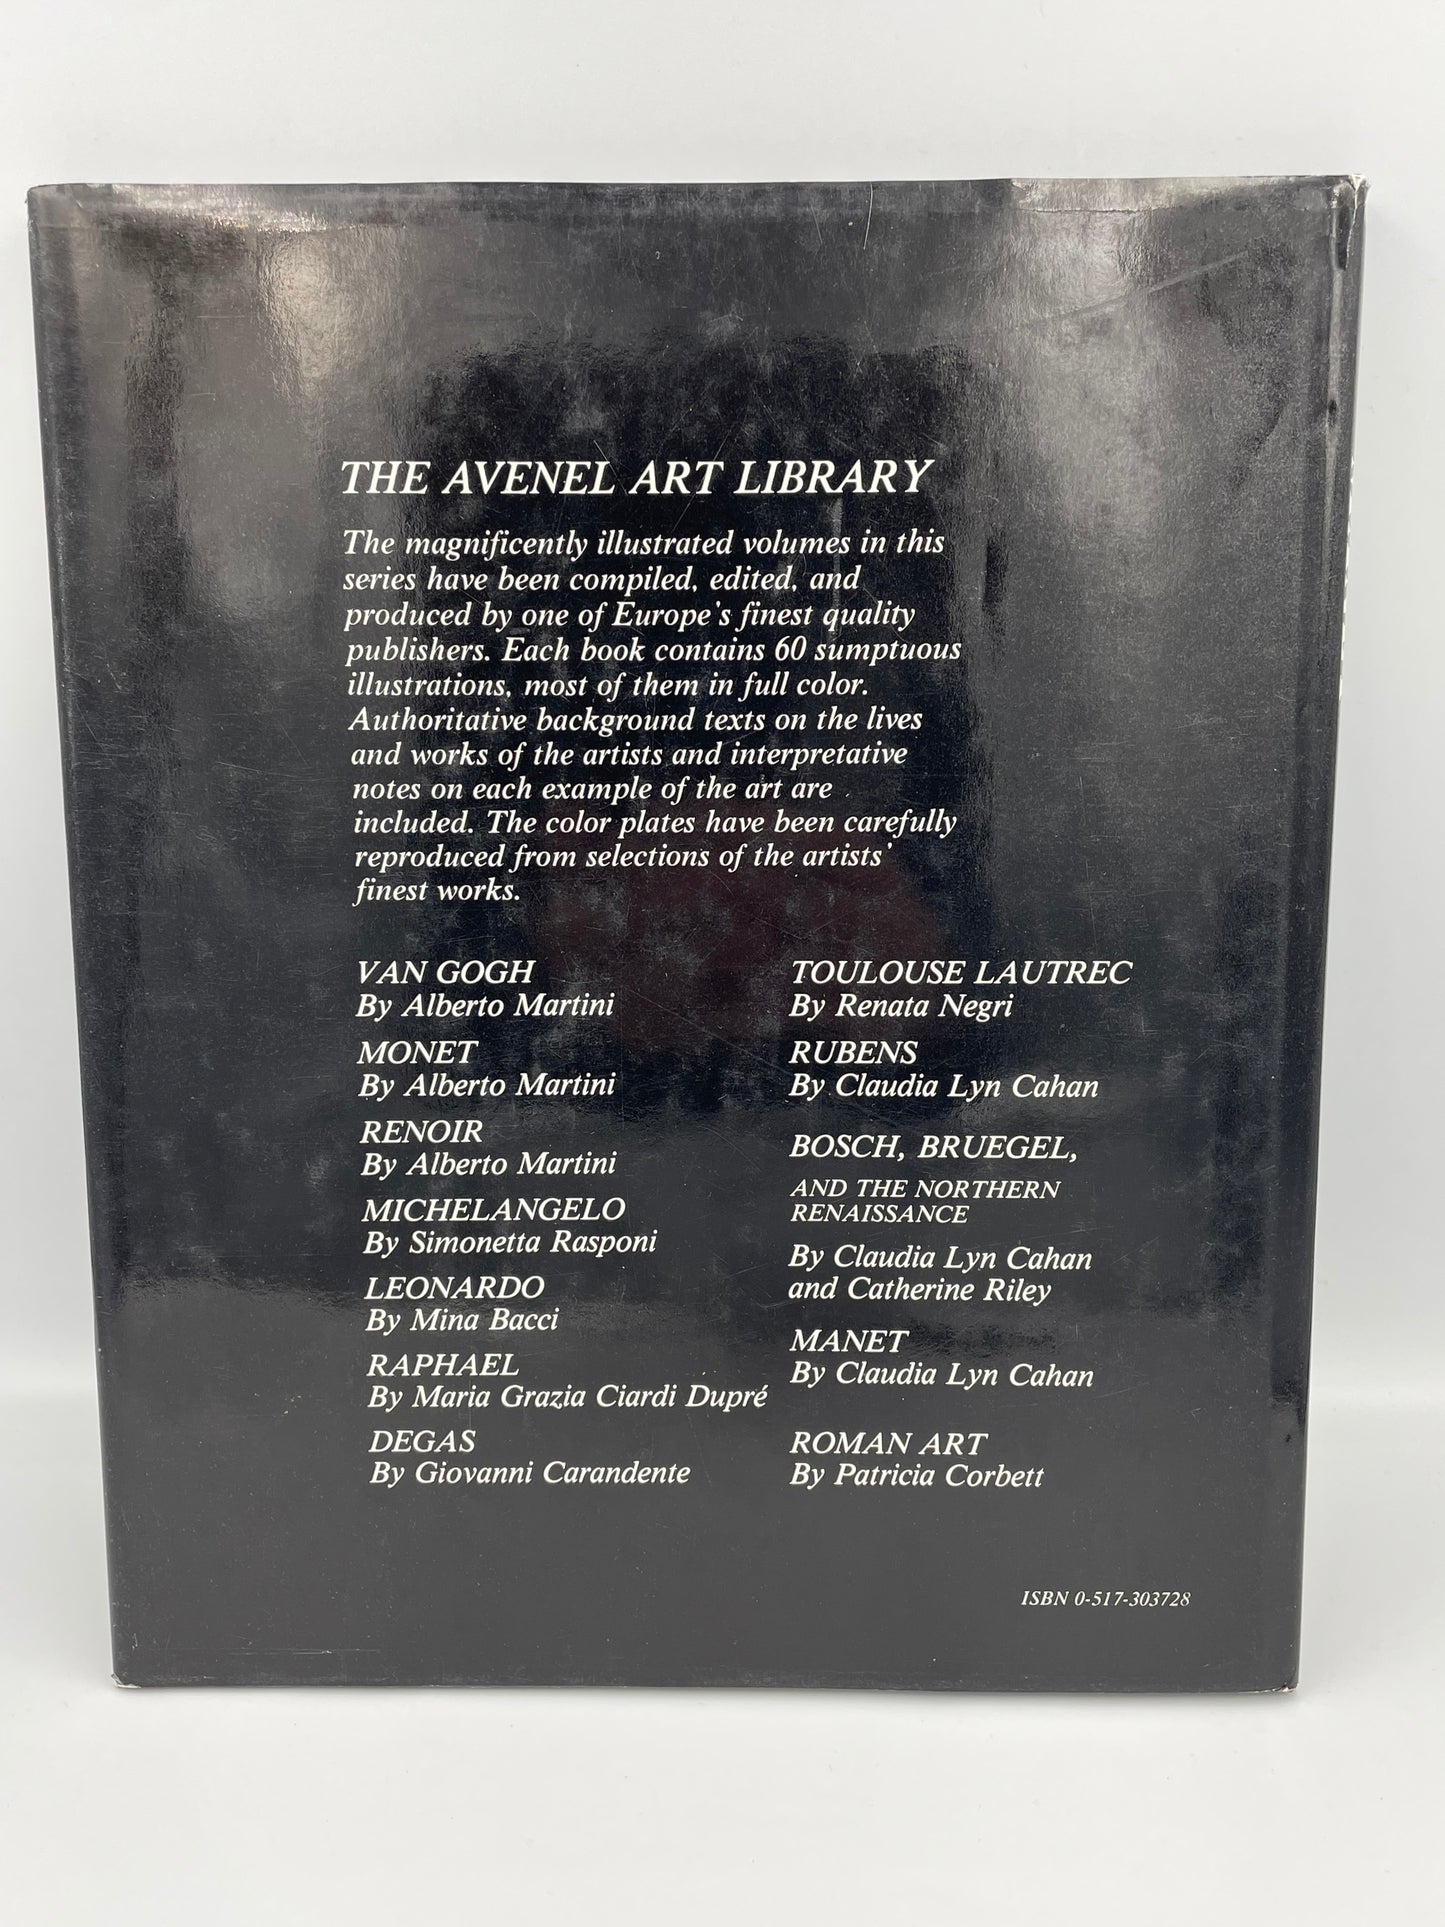 THE AVENEL ART LIBRARY
The magnificently illustrated volumes in this
series have been compiled, edited, and
produced by one of Europe's finest quality
publishers. Each book contains 60 sumptuous
illustrations, most of them in full color.
Authoritative background texts on the lives
and works of the artists and interpretative
notes on each example of the art are
included. The color plates have been carefully
reproduced from selections of the artists'
finest works.
VAN GOGH
By Alberto Martini
MONET
By Alberto Martini
RENOIR
By Alberto Martini
MICHELANGELO
By Simonetta Rasponi
LEONARDO
By Mina Bacci
RAPHAEL
By Maria Grazia Ciardi Dupré
DEGAS
By Giovanni Carandente
TOULOUSE LAUTREC
By Renata Negri
RUBENS
By Claudia Lyn Cahan
BOSCH, BRUEGEL,
AND THE NORTHERN
RENAISSANCE
By Claudia Lyn Cahan
and Catherine Riley
MANET
By Claudia Lyn Cahan
ROMAN ART
By Patricia Corbett
ISBN 0-517-303728